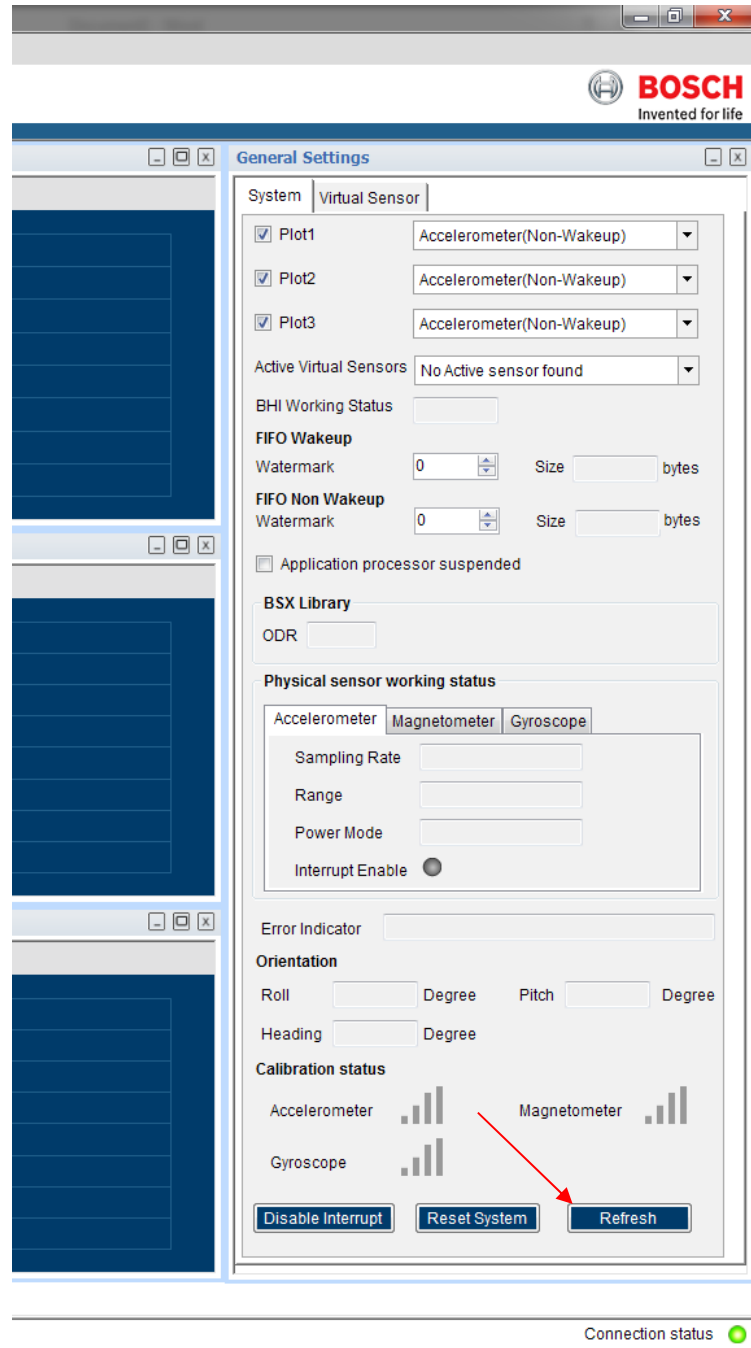 BOSCH
Invented for life
General Settings
System Virtual Sensor
Plot1 Accelerometer(Non-Wakeup)
Plot2 Accelerometer(Non-Wakeup)
Plot3 Accelerometer(Non-Wakeup)
Active Virtual Sensors No Active sensor found
BHI Working Status
FIFO Wakeup
Watermark 0 Size bytes
FIFO Non Wakeup
Watermark 0 Size bytes
Application processor suspended
BSX Library
ODR
Physical sensor working status
Accelerometer Magnetometer Gyroscope
Sampling Rate
Range
Power Mode
Interrupt Enable
Error Indicator
Orientation
Roll Degree Pitch Degree
Heading Degree
Calibration status
Accelerometer Magnetometer
Gyroscope
Disable Interrupt Reset System Refresh
Connection status